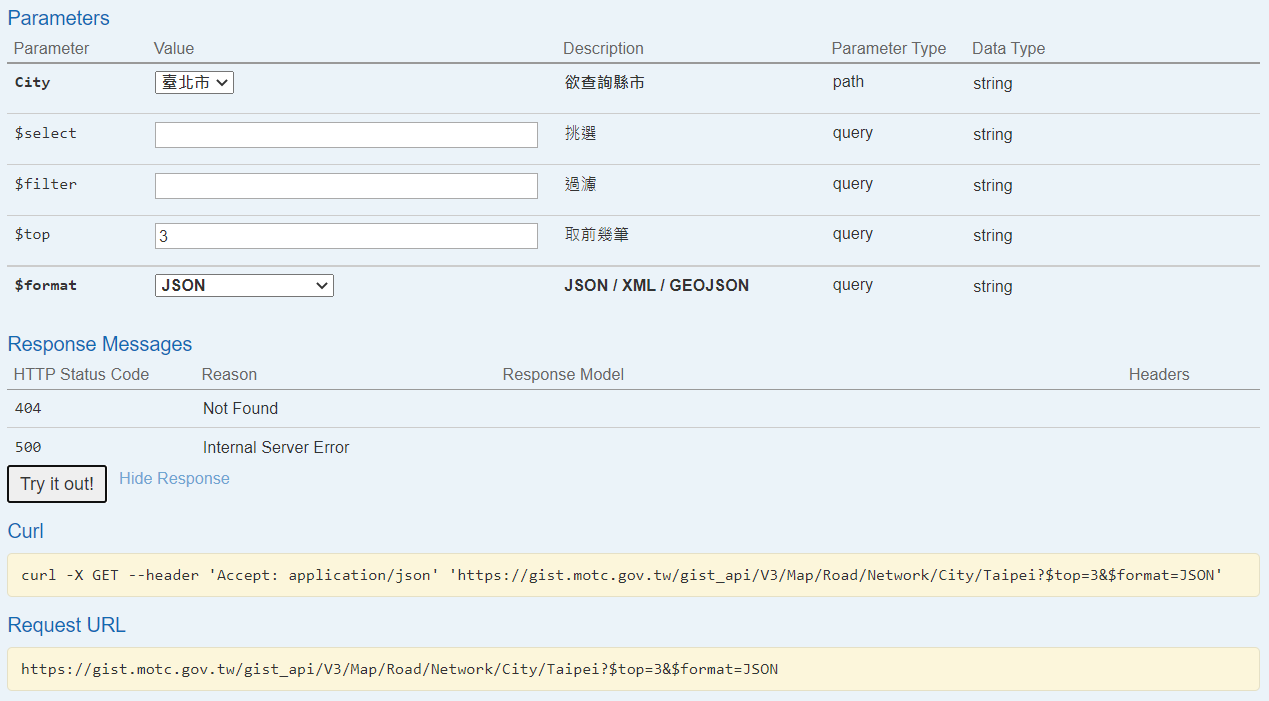 Parameters
Parameter Value Description Parameter Type Data Type
City 臺北市 欲查詢縣市 path string
$select 挑選 query string
$filter 過濾 query string
$top 3 取前幾筆 query string
$format JSON JSON / XML / GEOJSON query string
Response Messages
HTTP Status Code Reason Response Model Headers
404 Not Found
500 Internal Server Error
Try it out! Hide Response
Curl
curl -X GET --header 'Accept: application/json' 'https://gist.motc.gov.tw/gist_api/V3/Map/Road/Network/City/Taipei?$top=3&$format=JSON'
Request URL
https://gist.motc.gov.tw/gist_api/V3/Map/Road/Network/City/Taipei?$top=3&$format=JSON